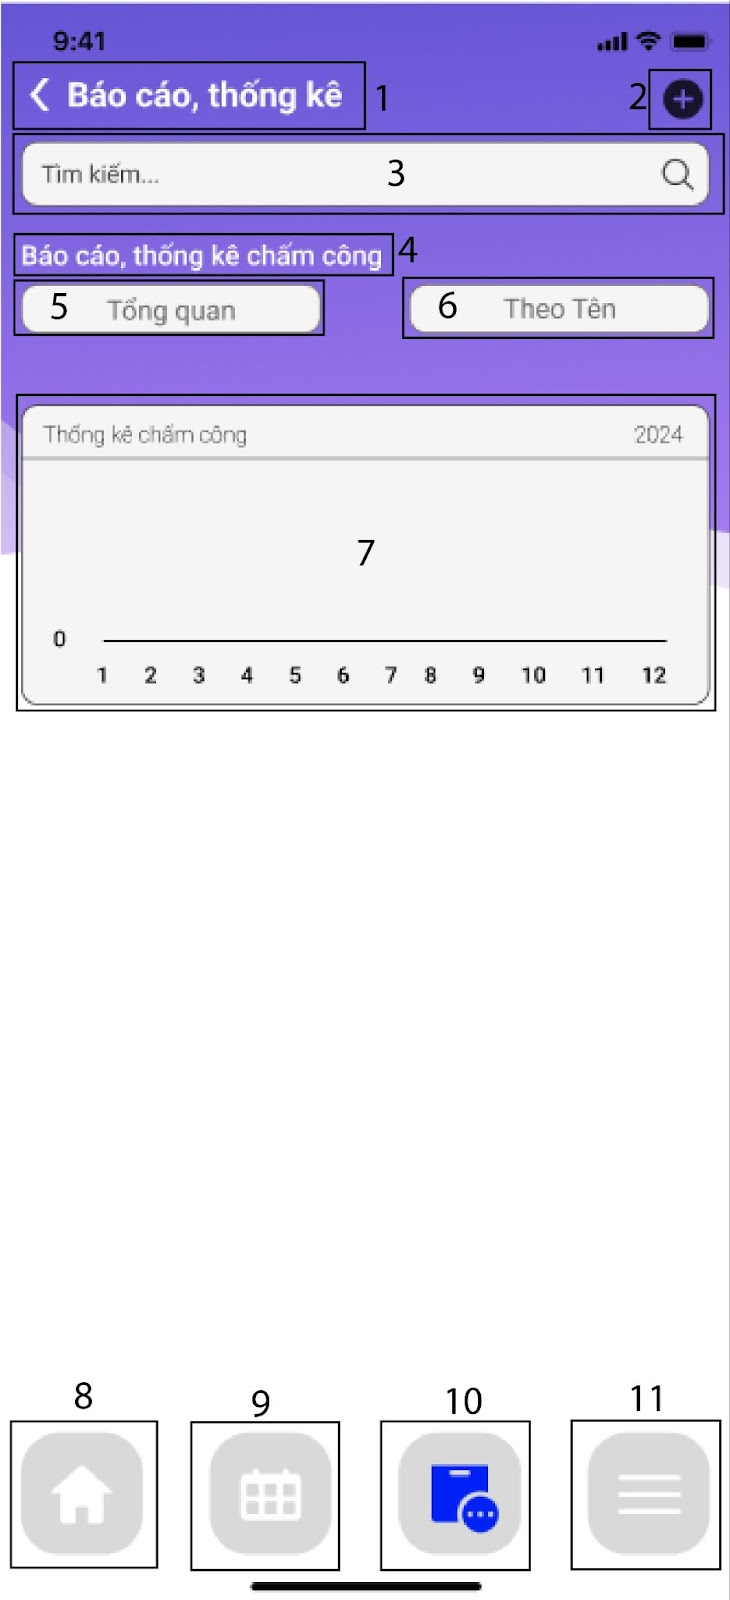 9:41
Báo cáo, thống kê 1 2
Tìm kiếm... 3
Báo cáo, thống kê chấm công 4
5 Tổng quan 6 Theo Tên
Thống kê chấm công 2024
7
0
1 2 3 4 5 6 7 8 9 10 11 12
8 9 10 11